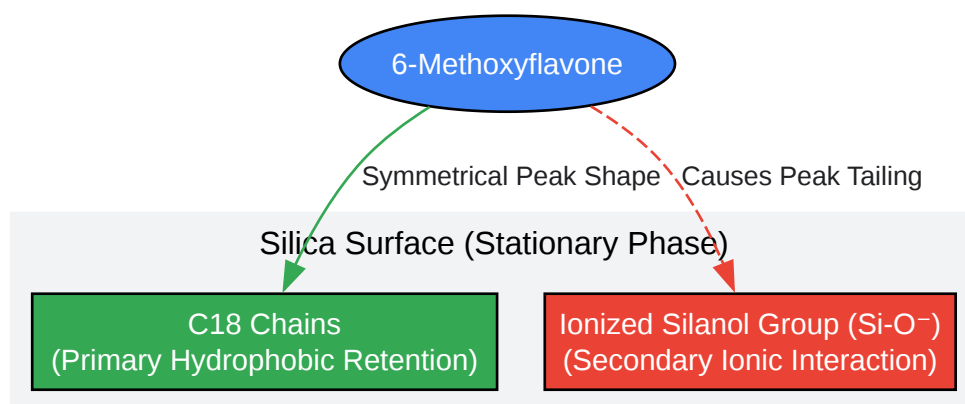 6-Methoxyflavone
Symmetrical Peak Shape
Causes Peak Tailing
Silica Surface (Stationary Phase)
C18 Chains
(Primary Hydrophobic Retention)
Ionized Silanol Group (Si-O⁻)
(Secondary Ionic Interaction)